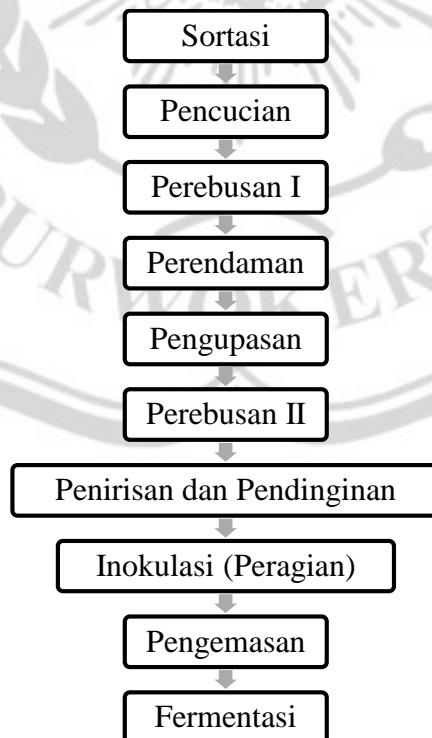 Sortasi
Pencucian
Perebusan I
Perendaman
Pengupasan
Perebusan II
Penirisan dan Pendinginan
Inokulasi (Peragian)
Pengemasan
Fermentasi